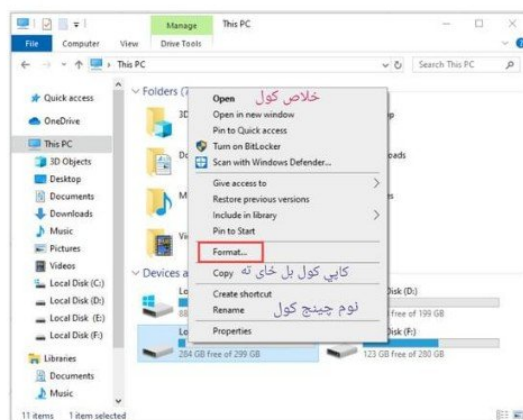 Manage
This PC
File
Computer
View
Drive Tools
This PC
Search This PC
Quick access
OneDrive
This PC
3D Objects
Desktop
Documents
Downloads
Music
Pictures
Videos
Local Disk (C:)
Local Disk (D:)
Local Disk (E:)
Local Disk (F:)
Libraries
Documents
Music
Folders (7
Open خلاص کول
Open in new window
Pin to Quick access
Turn on BitLocker
Scan with Windows Defender...
Give access to
Restore previous versions
Include in library
Pin to Start
Format...
Copy کاپي کول بل خای ته
Create shortcut
Rename نوم چینج کول
Properties
Devices a
Disk (D:)
free of 199 GB
284 GB free of 299 GB
Disk (F:)
123 GB free of 280 GB
11 items 1 item selected